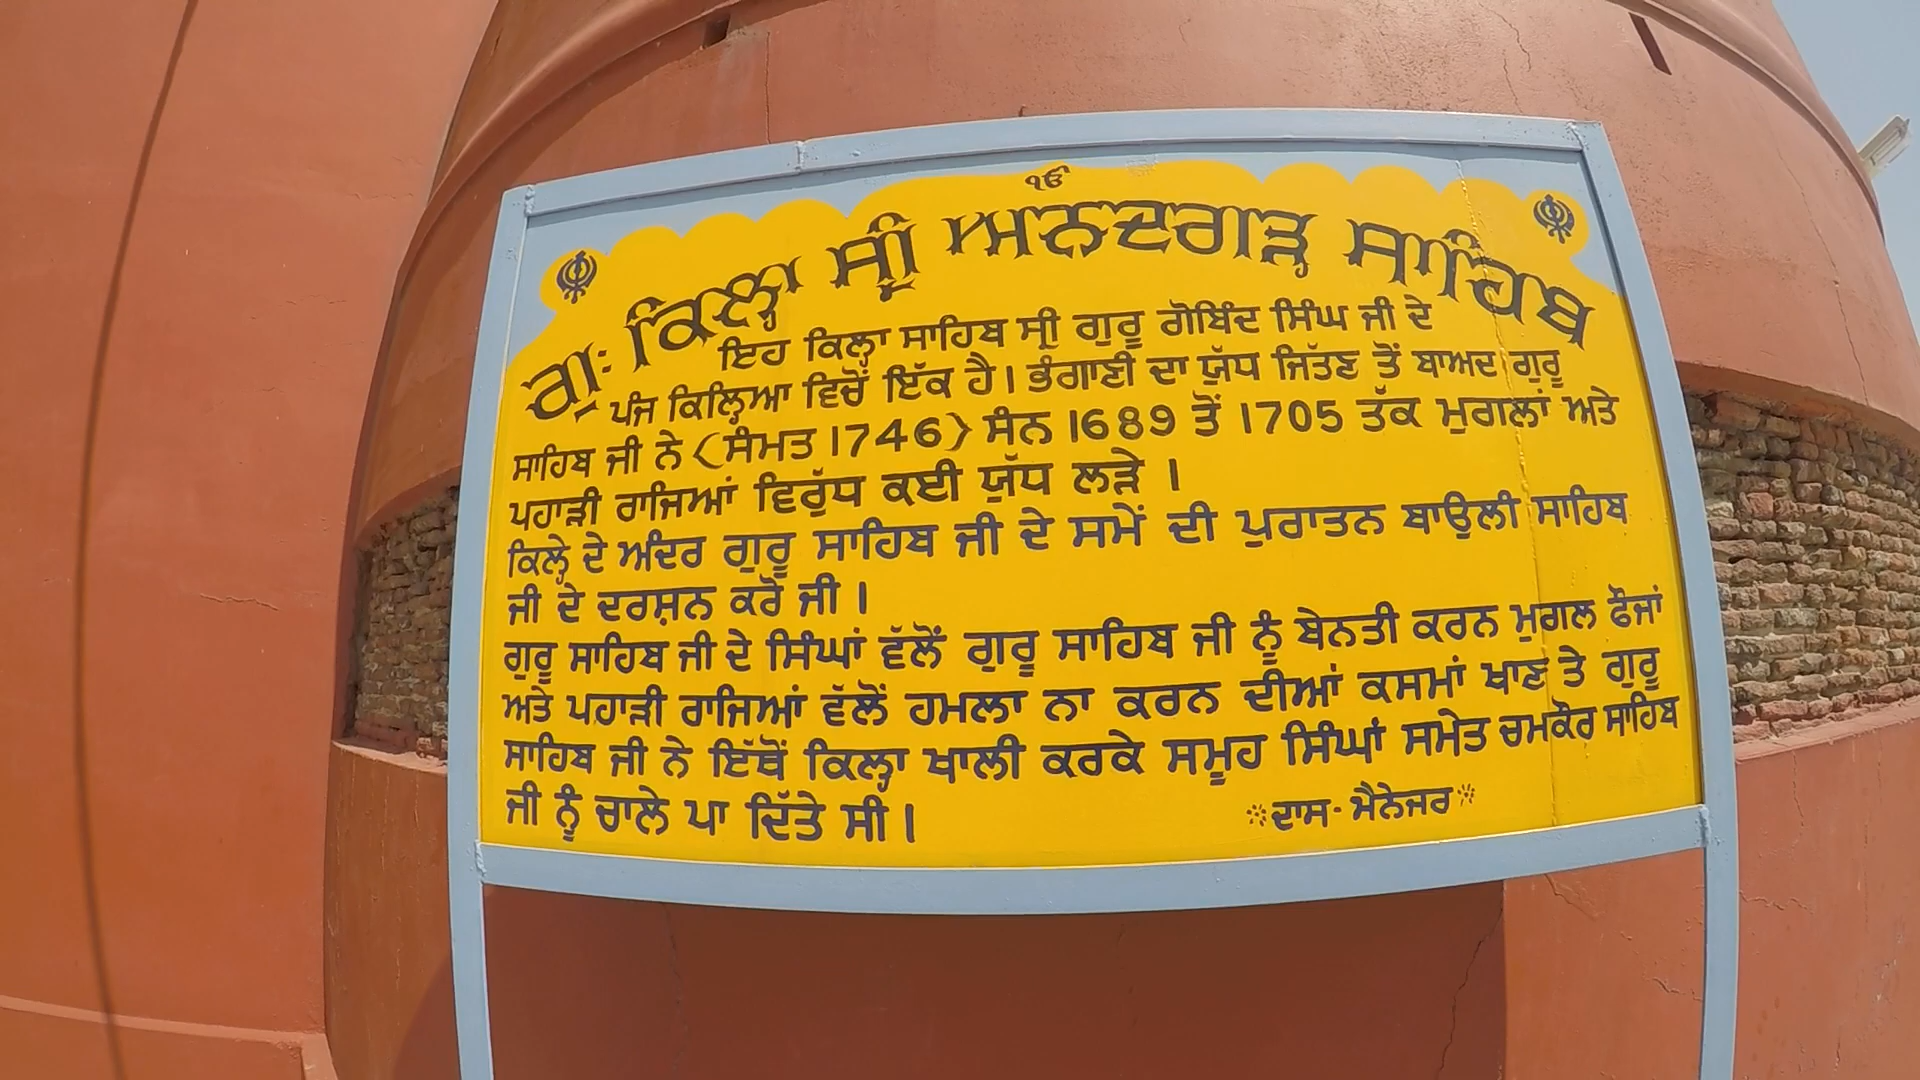 ੴ
ਗੁ: ਕਿਲ੍ਹਾ ਸ੍ਰੀ ਅਨੰਦਗੜ੍ਹ ਸਾਹਿਬ
ਇਹ ਕਿਲ੍ਹਾ ਸਾਹਿਬ ਸ੍ਰੀ ਗੁਰੂ ਗੋਬਿੰਦ ਸਿੰਘ ਜੀ ਦੇ
ਪੰਜ ਕਿਲ੍ਹਿਆ ਵਿਚੋਂ ਇੱਕ ਹੈ। ਭੰਗਾਣੀ ਦਾ ਯੁੱਧ ਜਿੱਤਣ ਤੋਂ ਬਾਅਦ ਗੁਰੂ
ਸਾਹਿਬ ਜੀ ਨੇ (ਸੰਮਤ 1746) ਸੰਨ 1689 ਤੋਂ 1705 ਤੱਕ ਮੁਗਲਾਂ ਅਤੇ
ਪਹਾੜੀ ਰਾਜਿਆਂ ਵਿਰੁੱਧ ਕਈ ਯੁੱਧ ਲੜੇ ।
ਕਿਲ੍ਹੇ ਦੇ ਅੰਦਰ ਗੁਰੂ ਸਾਹਿਬ ਜੀ ਦੇ ਸਮੇਂ ਦੀ ਪੁਰਾਤਨ ਬਾਉਲੀ ਸਾਹਿਬ
ਜੀ ਦੇ ਦਰਸ਼ਨ ਕਰੋ ਜੀ ।
ਗੁਰੂ ਸਾਹਿਬ ਜੀ ਦੇ ਸਿੰਘਾਂ ਵੱਲੋਂ ਗੁਰੂ ਸਾਹਿਬ ਜੀ ਨੂੰ ਬੇਨਤੀ ਕਰਨ ਮੁਗਲ ਫੌਜਾਂ
ਅਤੇ ਪਹਾੜੀ ਰਾਜਿਆਂ ਵੱਲੋਂ ਹਮਲਾ ਨਾ ਕਰਨ ਦੀਆਂ ਕਸਮਾਂ ਖਾਣ ਤੇ ਗੁਰੂ
ਸਾਹਿਬ ਜੀ ਨੇ ਇੱਥੋਂ ਕਿਲ੍ਹਾ ਖਾਲੀ ਕਰਕੇ ਸਮੂਹ ਸਿੰਘਾਂ ਸਮੇਤ ਚਮਕੌਰ ਸਾਹਿਬ
ਜੀ ਨੂੰ ਚਾਲੇ ਪਾ ਦਿੱਤੇ ਸੀ ।
ਦਾਸ- ਮੈਨੇਜਰ